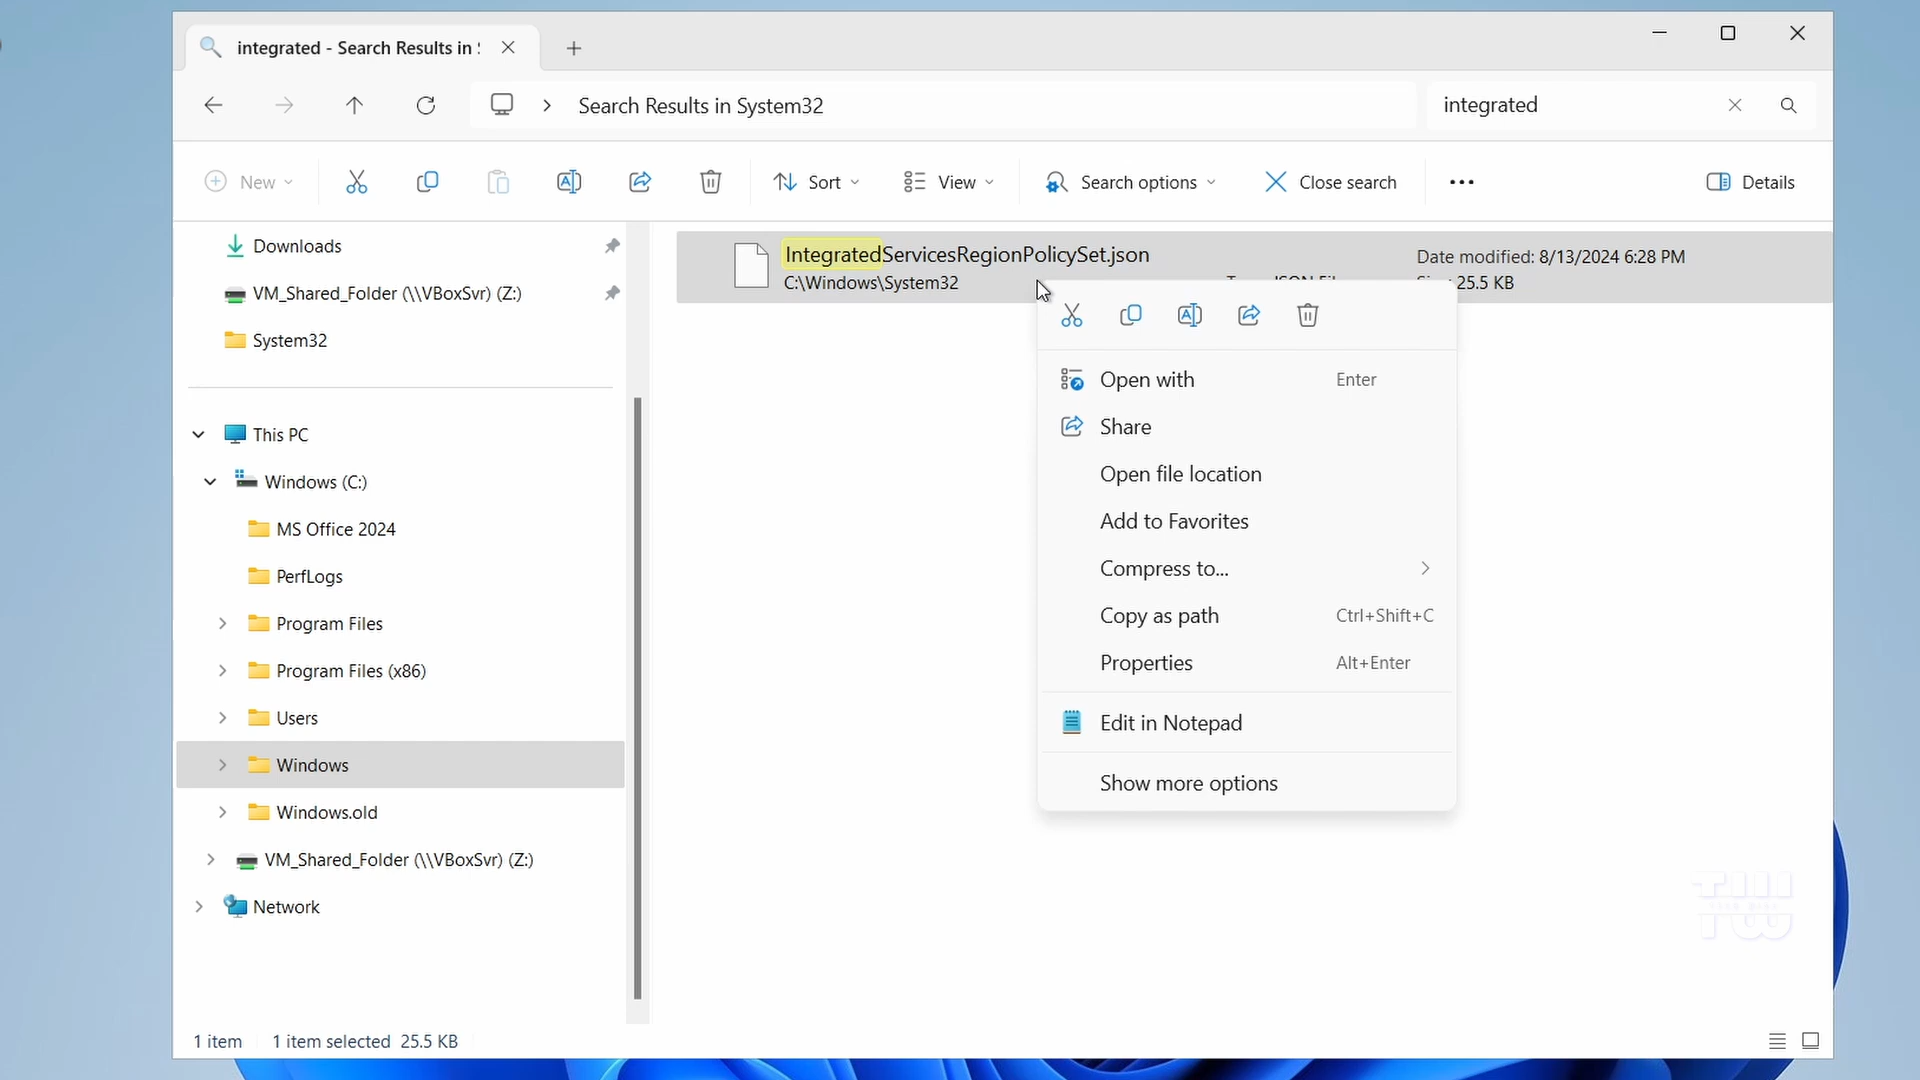 integrated - Search Results in S
Search Results in System32
integrated
New
Sort
View
Search options
Close search
Details
Downloads
VM_Shared_Folder (\\VBoxSvr) (Z:)
System32
This PC
Windows (C:)
MS Office 2024
PerfLogs
Program Files
Program Files (x86)
Users
Windows
Windows.old
VM_Shared_Folder (\\VBoxSvr) (Z:)
Network
IntegratedServicesRegionPolicySet.json
C:\Windows\System32
Date modified: 8/13/2024 6:28 PM
25.5 KB
Open with Enter
Share
Open file location
Add to Favorites
Compress to...
Copy as path Ctrl+Shift+C
Properties Alt+Enter
Edit in Notepad
Show more options
1 item 1 item selected 25.5 KB